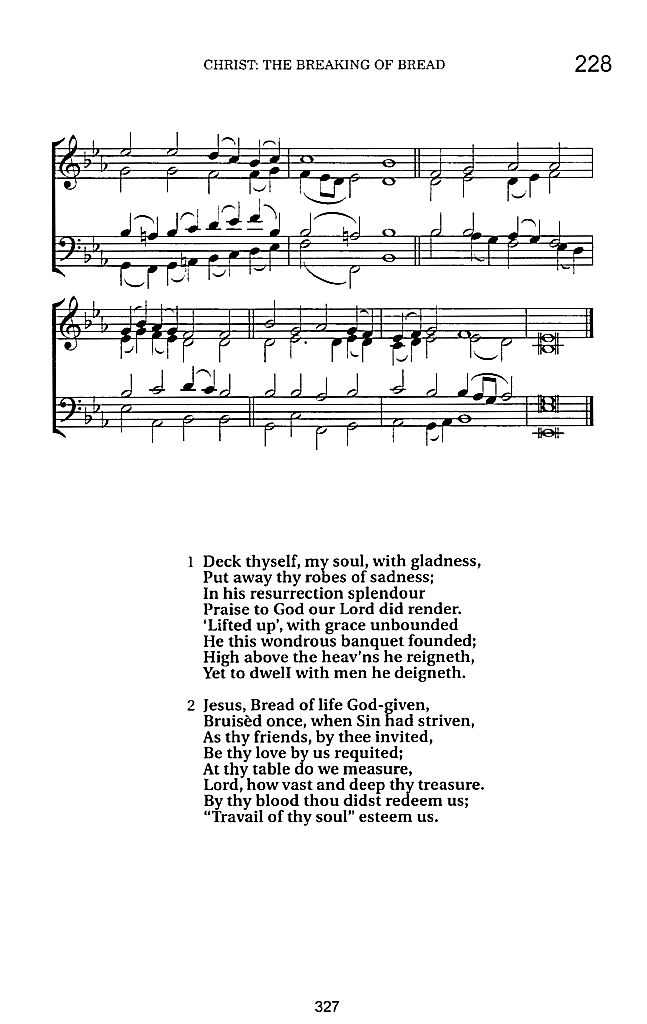 CHRIST: THE BREAKING OF BREAD
228
1 Deck thyself, my soul, with gladness,
Put away thy robes of sadness;
In his resurrection splendour
Praise to God our Lord did render.
‘Lifted up’, with grace unbounded
He this wondrous banquet founded;
High above the heav’ns he reigneth,
Yet to dwell with men he deigneth.
2 Jesus, Bread of life God-given,
Bruisèd once, when Sin had striven,
As thy friends, by thee invited,
Be thy love by us requited;
At thy table do we measure,
Lord, how vast and deep thy treasure.
By thy blood thou didst redeem us;
“Travail of thy soul” esteem us.
327